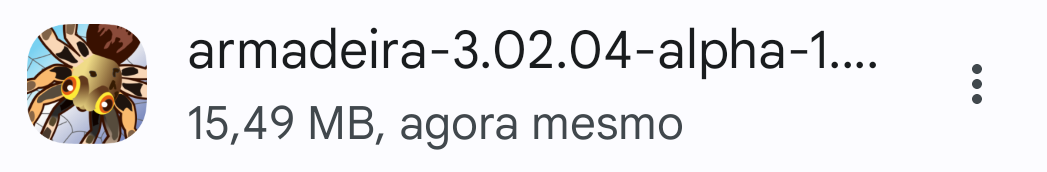 armadeira-3.02.04-alpha-1....
15,49 MB, agora mesmo